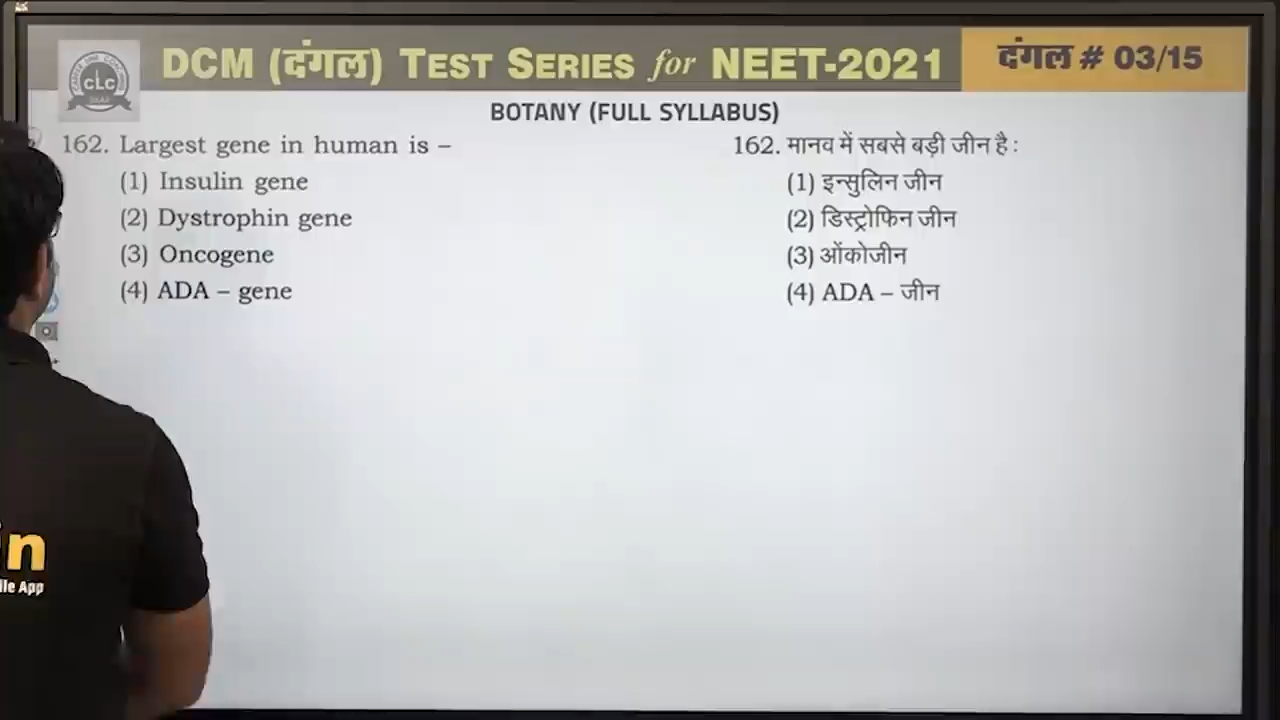 DCM (दंगल) TEST SERIES for NEET-2021
दंगल # 03/15
CLC
BOTANY (FULL SYLLABUS)
162. Largest gene in human is –
(1) Insulin gene
(2) Dystrophin gene
(3) Oncogene
(4) ADA – gene
162. मानव में सबसे बड़ी जीन है :
(1) इन्सुलिन जीन
(2) डिस्ट्रोफिन जीन
(3) ओंकोजीन
(4) ADA – जीन
in
App